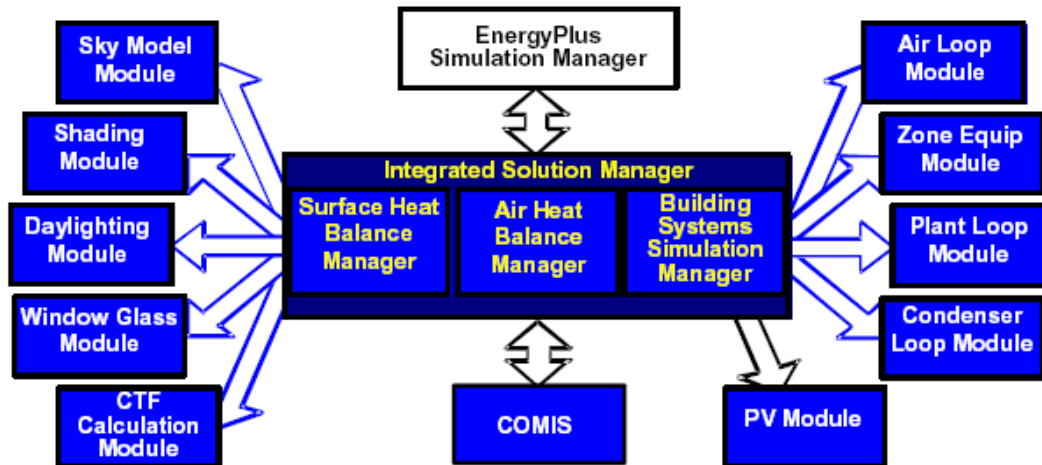 Sky Model
Module
Shading
Module
Daylighting
Module
Window Glass
Module
CTF
Calculation
Module
EnergyPlus
Simulation Manager
Integrated Solution Manager
Surface Heat
Balance
Manager
Air Heat
Balance
Manager
Building
Systems
Simulation
Manager
COMIS
PV Module
Air Loop
Module
Zone Equip
Module
Plant Loop
Module
Condenser
Loop Module